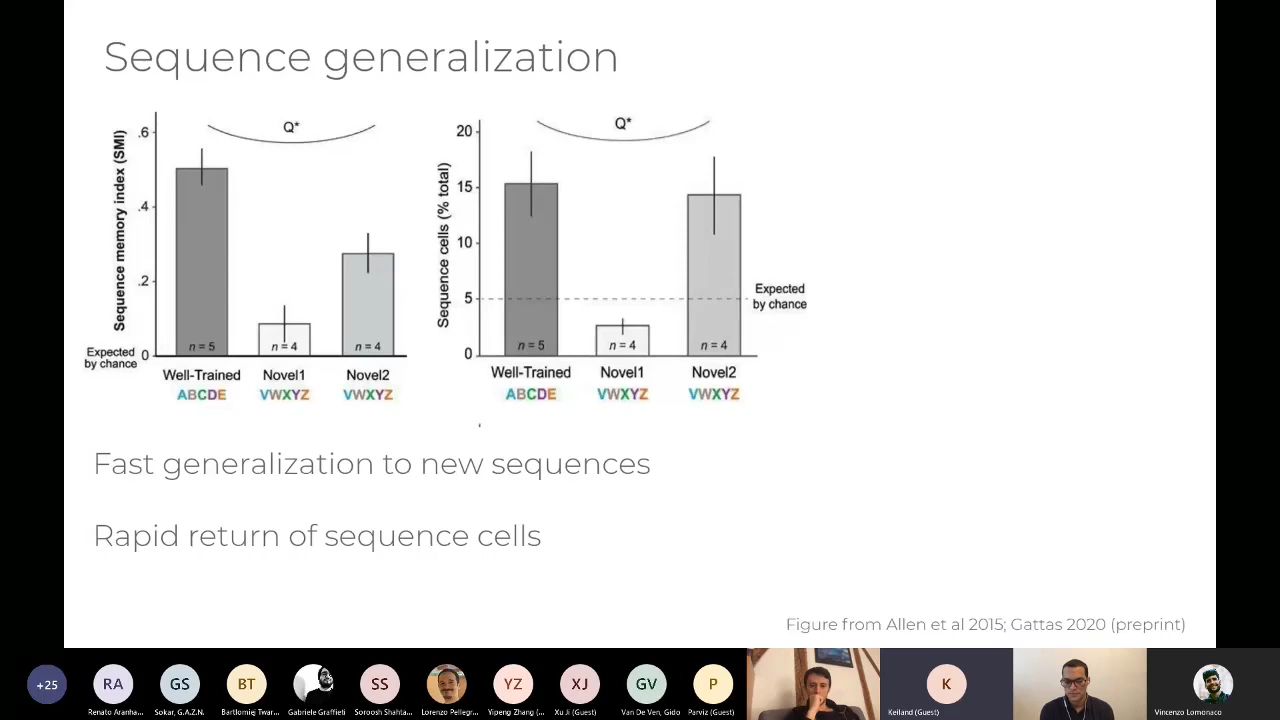 Sequence generalization
Sequence memory index (SMI)
.6
.4
.2
0
Expected
by chance
Q*
n = 5
n = 4
n = 4
Well-Trained
Novel1
Novel2
ABCDE
VWXYZ
VWXYZ
Sequence cells (% total)
20
15
10
5
0
Q*
Expected
by chance
n = 5
n = 4
n = 4
Well-Trained
Novel1
Novel2
ABCDE
VWXYZ
VWXYZ
Fast generalization to new sequences
Rapid return of sequence cells
Figure from Allen et al 2015; Gattas 2020 (preprint)
+25
RA
GS
BT
SS
YZ
XJ
GV
P
K
Renato Aranha...
Sokar, G.A.Z.N.
Bartłomiej Twar...
Gabriele Graffieti
Soroosh Shahta...
Lorenzo Pellegr...
Yipeng Zhang (...
Xu Ji (Guest)
Van De Ven, Gido
Parviz (Guest)
Keiland (Guest)
Vincenzo Lomonaco